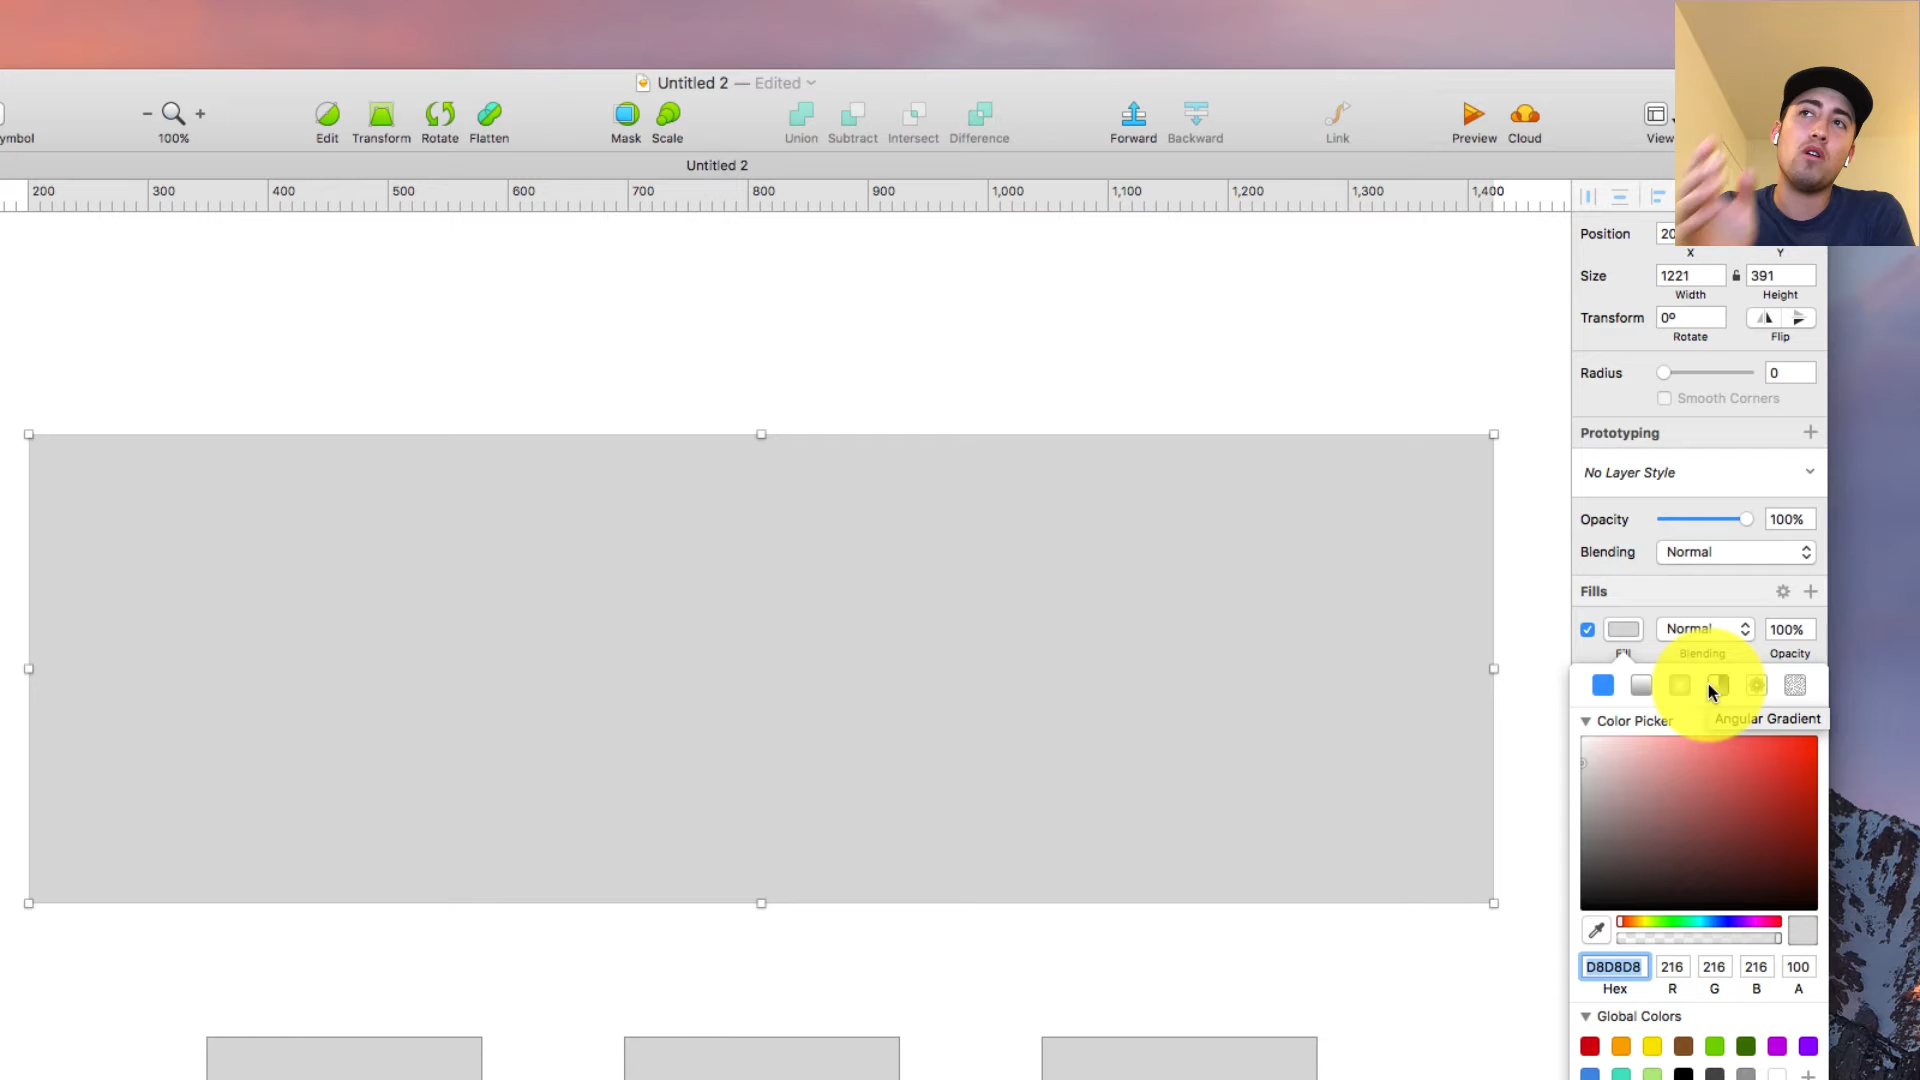 Untitled 2 — Edited
ymbol
100%
Edit Transform Rotate Flatten
Mask Scale
Union Subtract Intersect Difference
Forward Backward
Link
Preview Cloud
View
Untitled 2
200 300 400 500 600 700 800 900 1,000 1,100 1,200 1,300 1,400
Position 20
X Y
Size 1221 391
Width Height
Transform 0º
Rotate Flip
Radius 0
Smooth Corners
Prototyping
No Layer Style
Opacity 100%
Blending Normal
Fills
Normal 100%
Fill Blending Opacity
Color Picker
Angular Gradient
D8D8D8 216 216 216 100
Hex R G B A
Global Colors